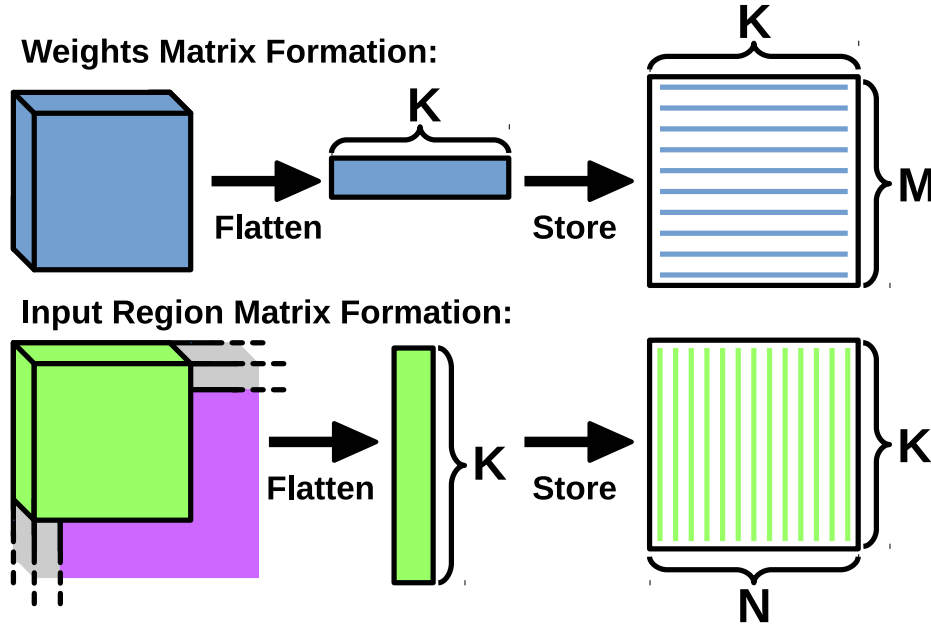 K
Weights Matrix Formation:
K
M
Flatten
Store
Input Region Matrix Formation:
K
K
Flatten
Store
N